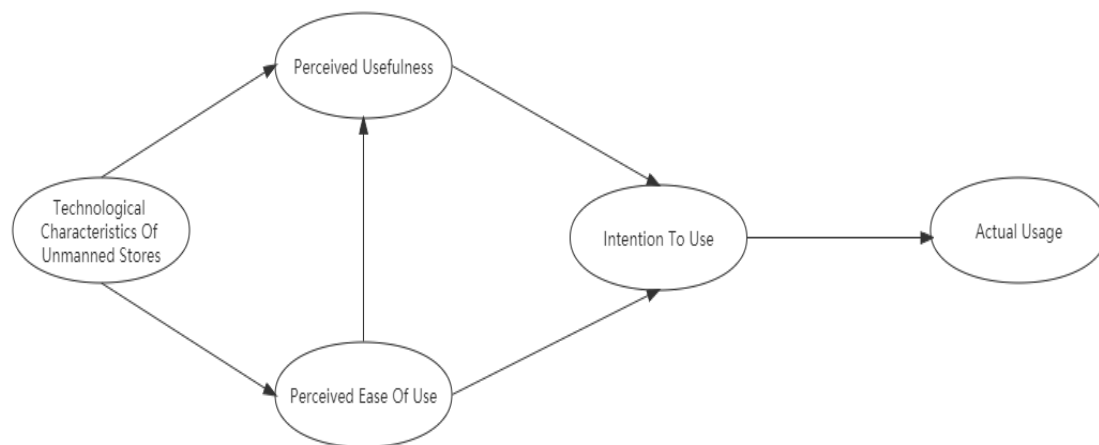 Perceived Usefulness
Technological
Characteristics Of
Unmanned Stores
Intention To Use
Actual Usage
Perceived Ease Of Use